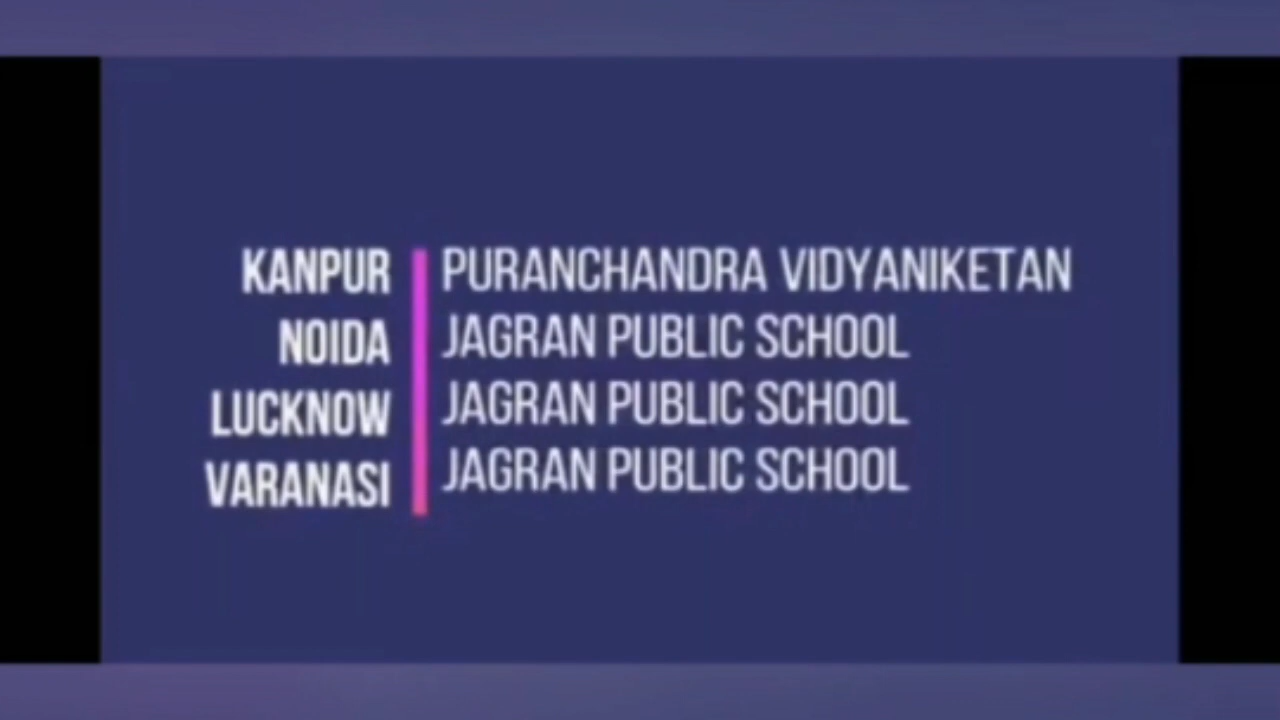 KANPUR PURANCHANDRA VIDYANIKETAN
NOIDA JAGRAN PUBLIC SCHOOL
LUCKNOW JAGRAN PUBLIC SCHOOL
VARANASI JAGRAN PUBLIC SCHOOL